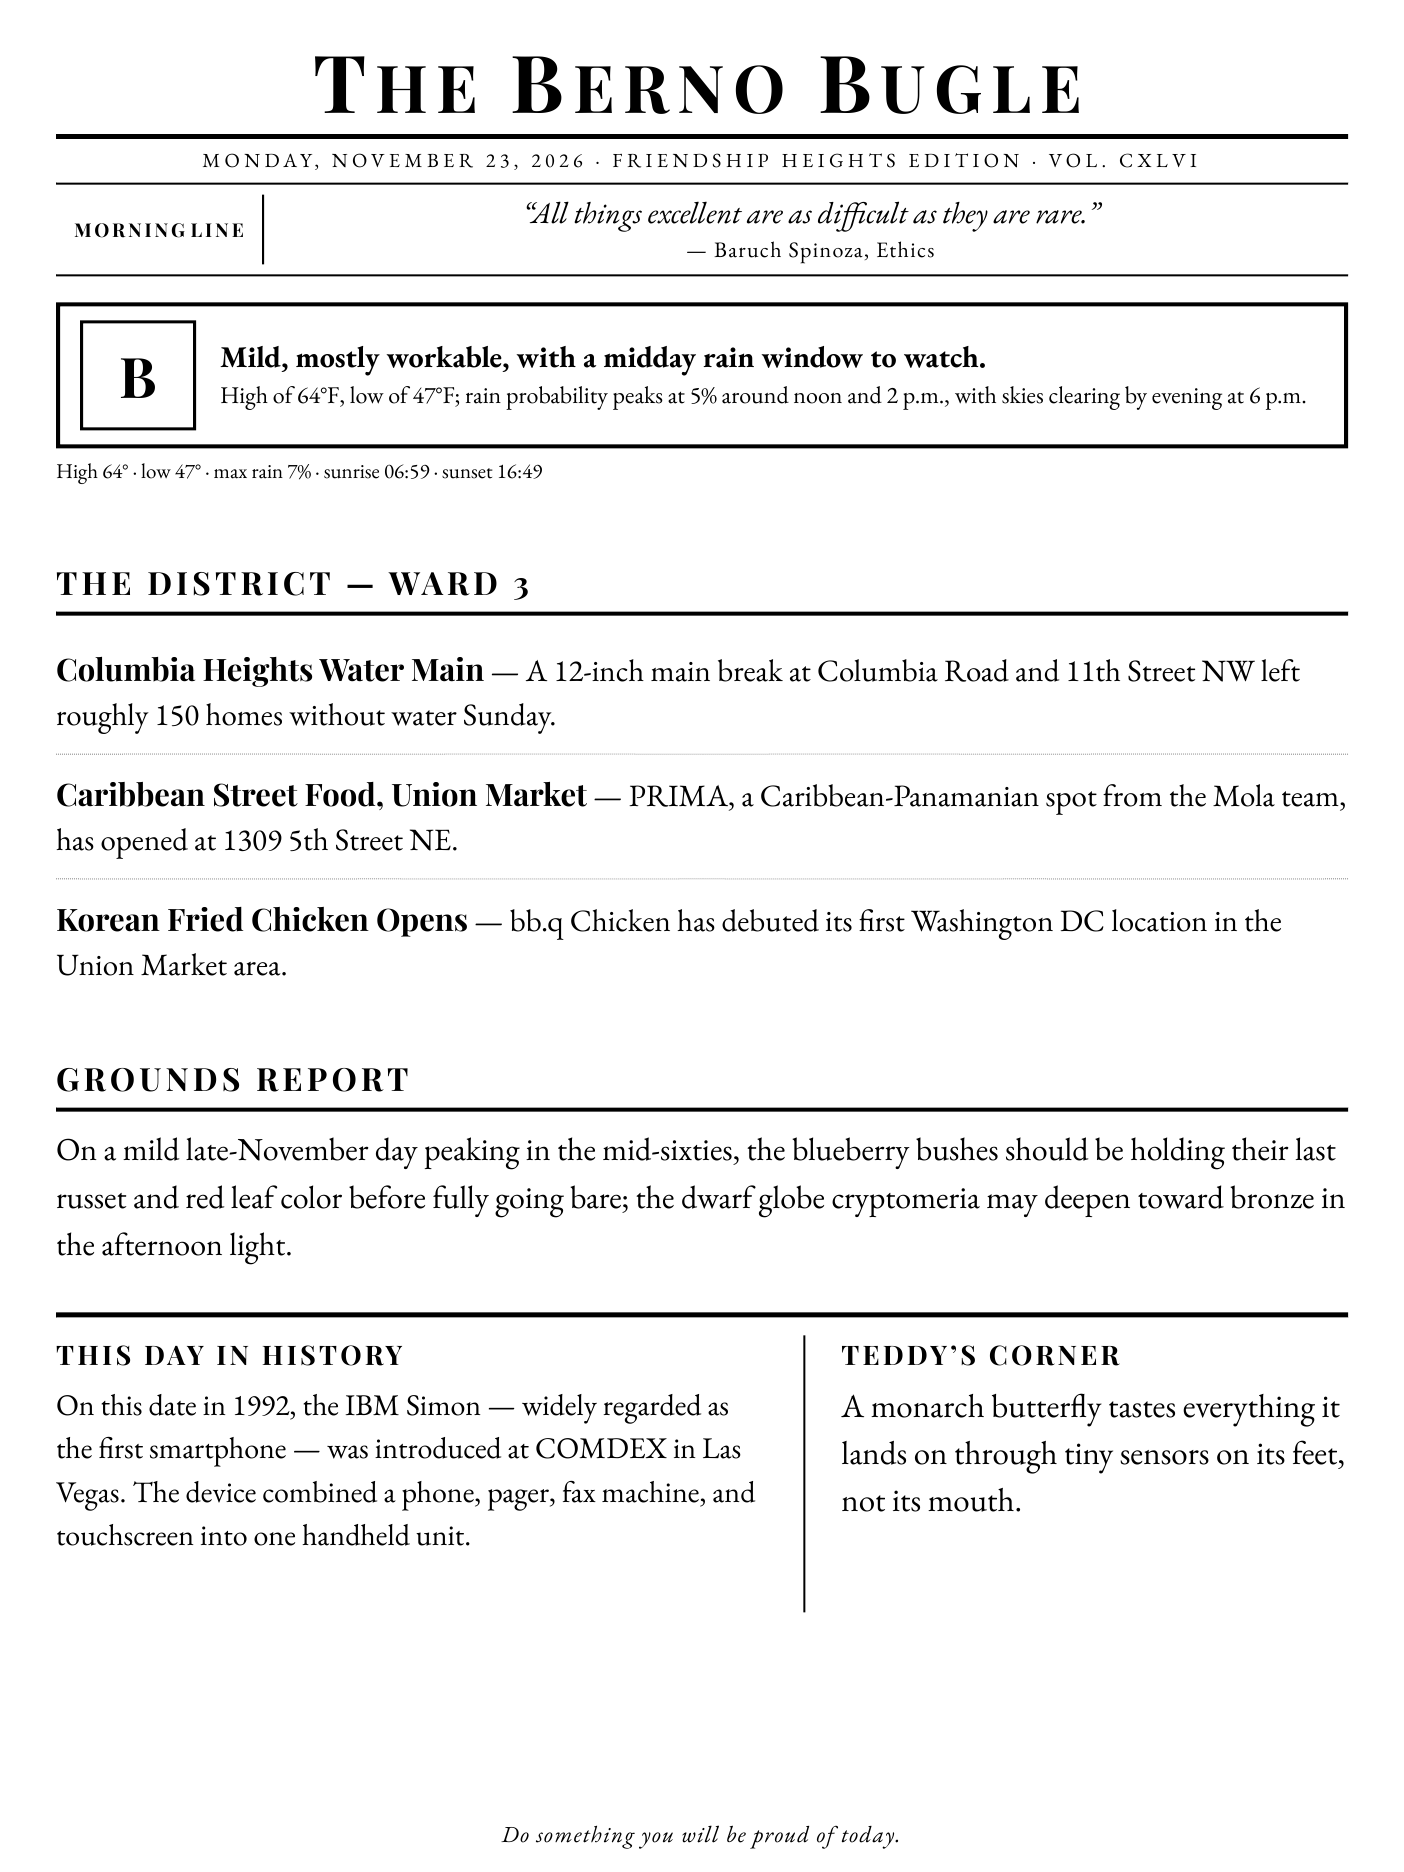 THE BERNO BUGLE
MONDAY, NOVEMBER 23, 2026 · FRIENDSHIP HEIGHTS EDITION · VOL. CXLVI
MORNING LINE
“All things excellent are as difficult as they are rare.”
— Baruch Spinoza, Ethics
B
Mild, mostly workable, with a midday rain window to watch.
High of 64°F, low of 47°F; rain probability peaks at 5% around noon and 2 p.m., with skies clearing by evening at 6 p.m.
High 64° · low 47° · max rain 7% · sunrise 06:59 · sunset 16:49
THE DISTRICT — WARD 3
Columbia Heights Water Main — A 12-inch main break at Columbia Road and 11th Street NW left
roughly 150 homes without water Sunday.
Caribbean Street Food, Union Market — PRIMA, a Caribbean-Panamanian spot from the Mola team,
has opened at 1309 5th Street NE.
Korean Fried Chicken Opens — bb.q Chicken has debuted its first Washington DC location in the
Union Market area.
GROUNDS REPORT
On a mild late-November day peaking in the mid-sixties, the blueberry bushes should be holding their last
russet and red leaf color before fully going bare; the dwarf globe cryptomeria may deepen toward bronze in
the afternoon light.
THIS DAY IN HISTORY
On this date in 1992, the IBM Simon — widely regarded as
the first smartphone — was introduced at COMDEX in Las
Vegas. The device combined a phone, pager, fax machine, and
touchscreen into one handheld unit.
TEDDY’S CORNER
A monarch butterfly tastes everything it
lands on through tiny sensors on its feet,
not its mouth.
Do something you will be proud of today.